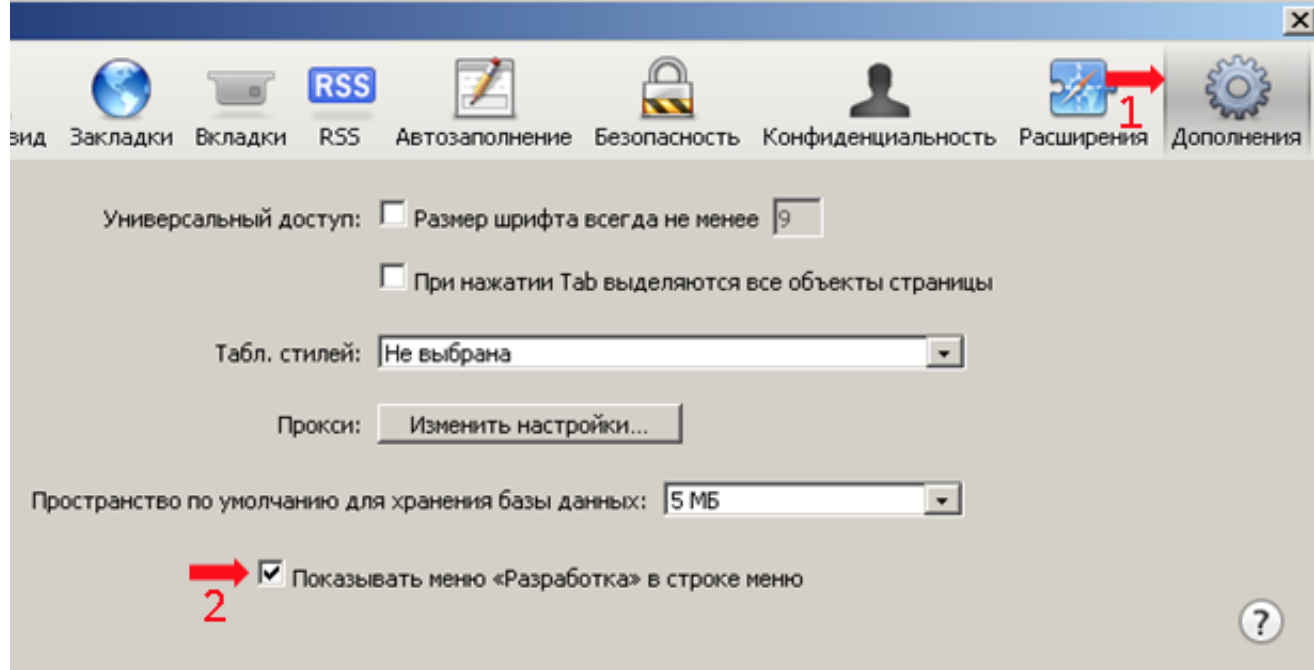 RSS
1
вид Закладки Вкладки RSS Автозаполнение Безопасность Конфиденциальность Расширения Дополнения
Универсальный доступ: Размер шрифта всегда не менее 9
При нажатии Tab выделяются все объекты страницы
Табл. стилей: Не выбрана
Прокси: Изменить настройки...
Пространство по умолчанию для хранения базы данных: 5 МБ
Показывать меню «Разработка» в строке меню
2
?